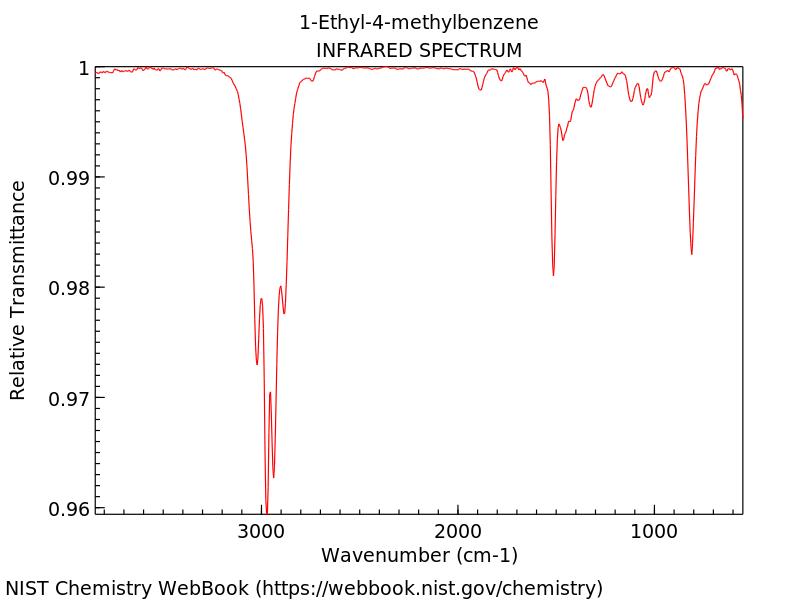 1-Ethyl-4-methylbenzene
INFRARED SPECTRUM
1
0.99
0.98
0.97
0.96
Relative Transmittance
3000 2000 1000
Wavenumber (cm-1)
NIST Chemistry WebBook (https://webbook.nist.gov/chemistry)